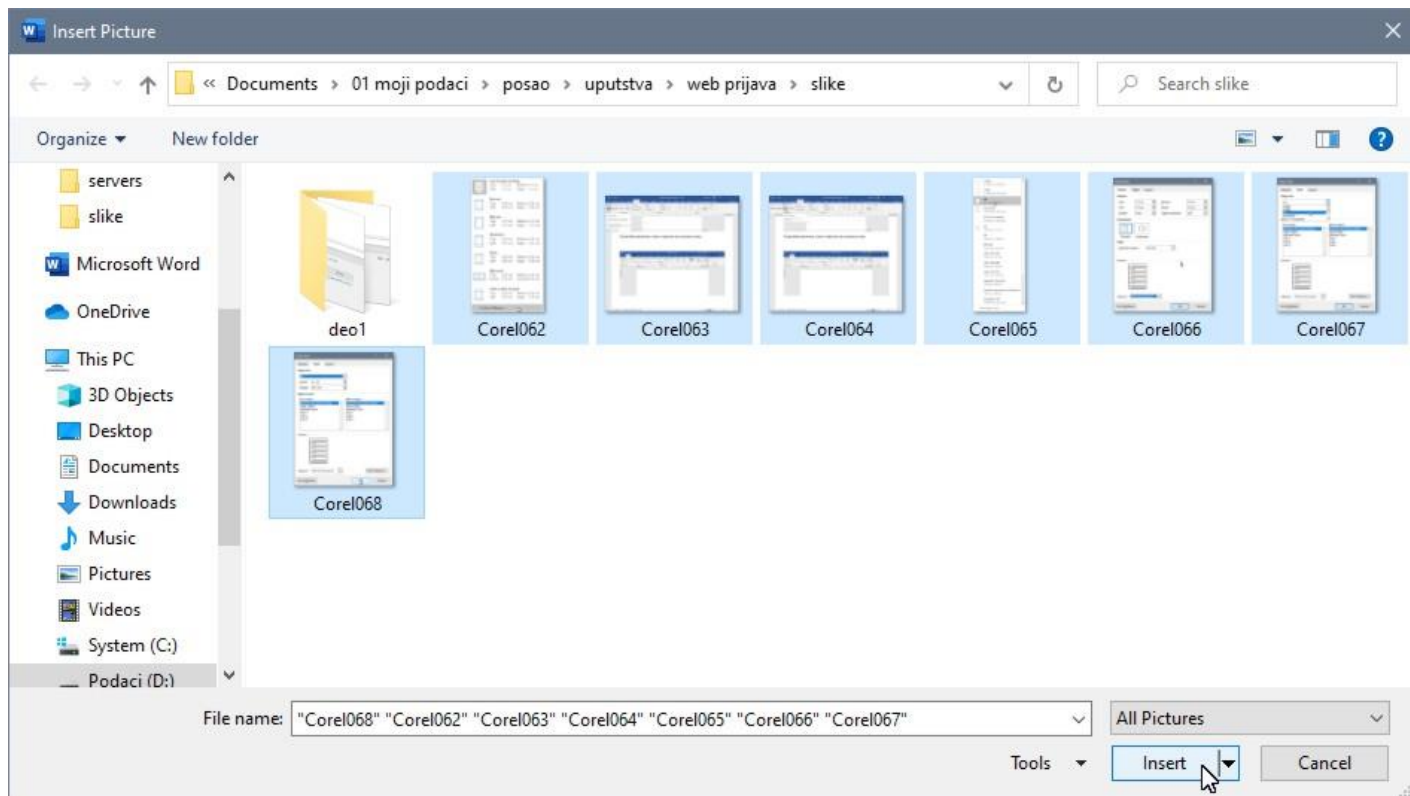 Insert Picture
« Documents > 01 moji podaci > posao > uputstva > web prijava > slike
Search slike
Organize
New folder
servers
slike
Microsoft Word
OneDrive
This PC
3D Objects
Desktop
Documents
Downloads
Music
Pictures
Videos
System (C:)
Podaci (D:)
deo1
Corel062
Corel063
Corel064
Corel065
Corel066
Corel067
Corel068
File name: "Corel068" "Corel062" "Corel063" "Corel064" "Corel065" "Corel066" "Corel067"
All Pictures
Tools
Insert
Cancel